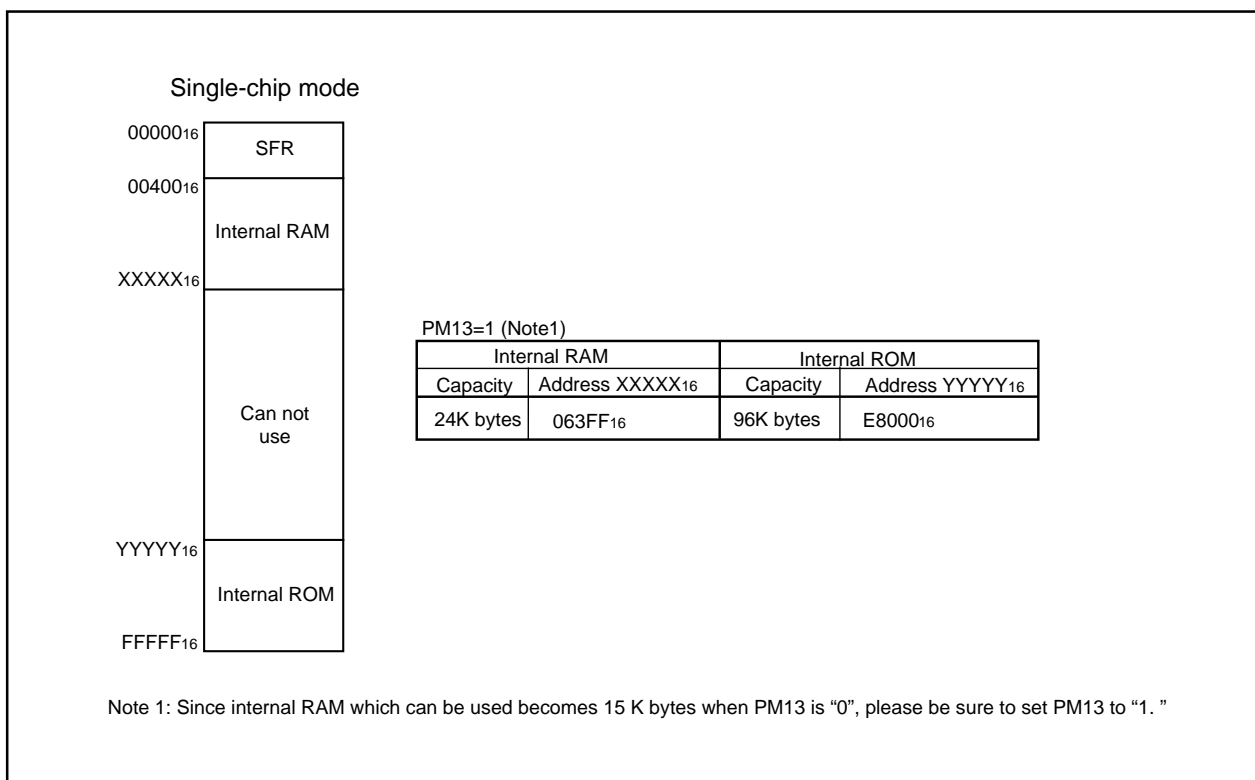 Single-chip mode
00000₁₆
SFR
00400₁₆
Internal RAM
XXXXX₁₆
Can not
use
YYYYY₁₆
Internal ROM
FFFFF₁₆
PM13=1 (Note1)
Internal RAM Internal ROM
Capacity Address XXXXX₁₆ Capacity Address YYYYY₁₆
24K bytes 063FF₁₆ 96K bytes E8000₁₆
Note 1: Since internal RAM which can be used becomes 15 K bytes when PM13 is “0”, please be sure to set PM13 to “1. ”